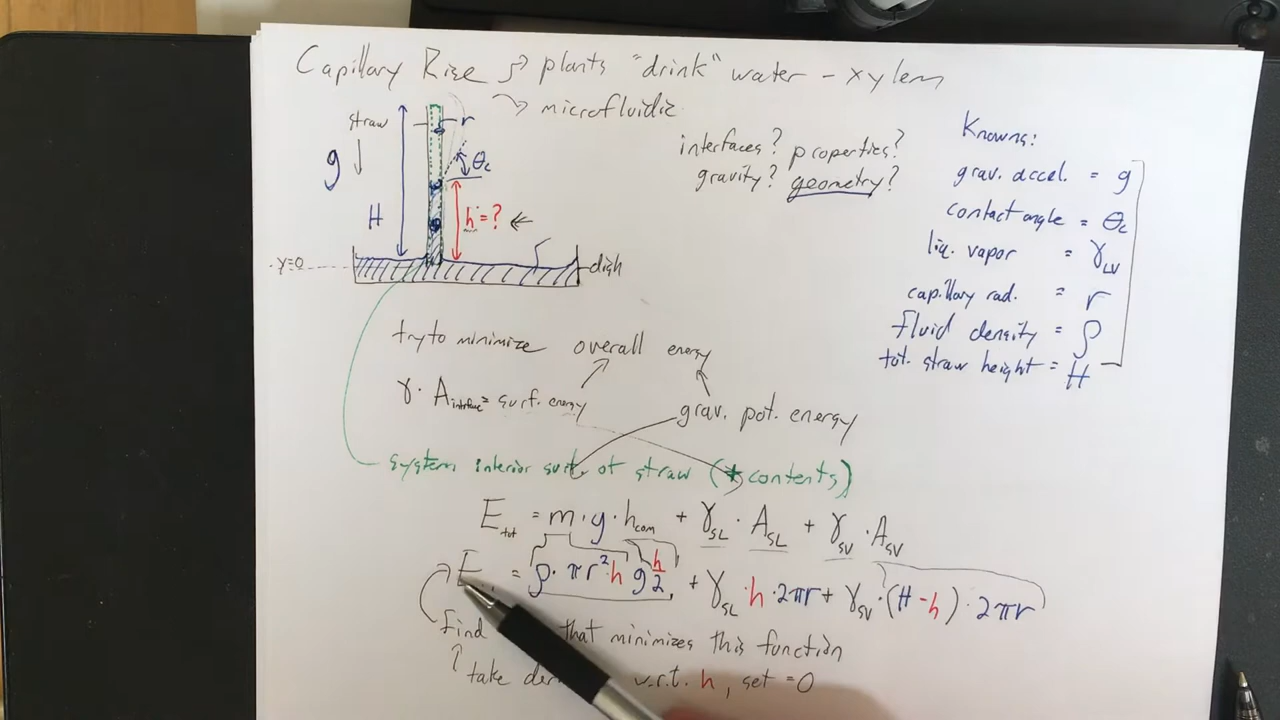 Capillary Rise → plants "drink" water - xylem
→ microfluidic
straw
r
g
θc
H
h = ?
y=0
dish
interfaces? properties?
gravity? geometry?
Knowns:
grav. accel. = g
contact angle = θc
liq. vapor = γLV
capillary rad. = r
fluid density = ρ
tot. straw height = H
try to minimize overall energy
γ · Ainterface = surf. energy
grav. pot. energy
system interior surf. of straw (+ contents)
Etot = m·g·hcom + γSL · ASL + γSV · ASV
E = ρ·πr²h g h/2 + γSL · h · 2πr + γSV · (H-h) · 2πr
find that minimizes this function
take w.r.t. h, set = 0